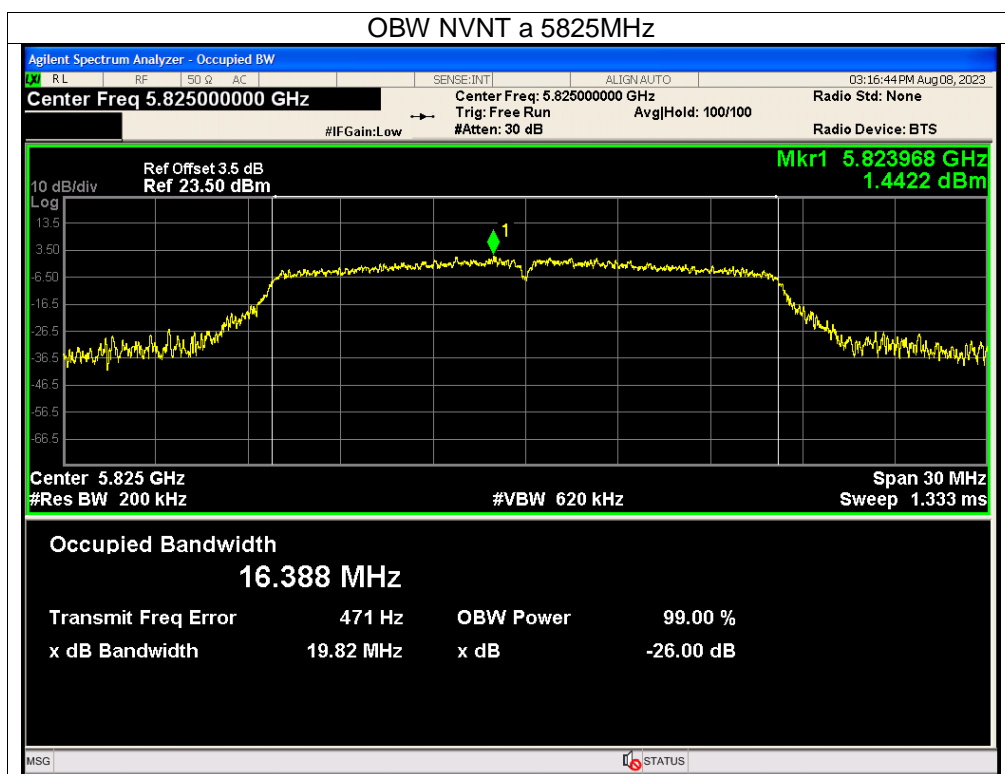 OBW NVNT a 5825MHz
Agilent Spectrum Analyzer - Occupied BW
LXI RL RF 50 Ω AC SENSE:INT ALIGN AUTO 03:16:44 PM Aug 08, 2023
Center Freq 5.825000000 GHz Center Freq: 5.825000000 GHz Radio Std: None
Trig: Free Run Avg|Hold: 100/100
#IFGain:Low #Atten: 30 dB Radio Device: BTS
Mkr1 5.823968 GHz
1.4422 dBm
Ref Offset 3.5 dB
10 dB/div Ref 23.50 dBm
Log
13.5
3.50
-6.50
-16.5
-26.5
-36.5
-46.5
-56.5
-66.5
1
Center 5.825 GHz Span 30 MHz
#Res BW 200 kHz #VBW 620 kHz Sweep 1.333 ms
Occupied Bandwidth
16.388 MHz
Transmit Freq Error 471 Hz OBW Power 99.00 %
x dB Bandwidth 19.82 MHz x dB -26.00 dB
MSG STATUS